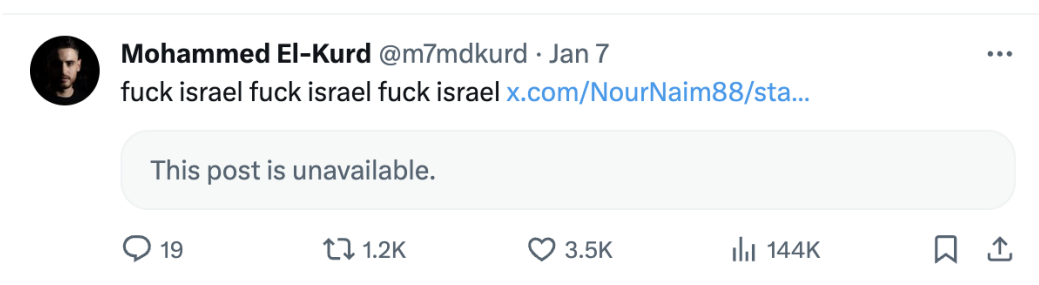 Mohammed El-Kurd @m7mdkurd · Jan 7
fuck israel fuck israel fuck israel x.com/NourNaim88/sta...
This post is unavailable.
19 1.2K 3.5K 144K